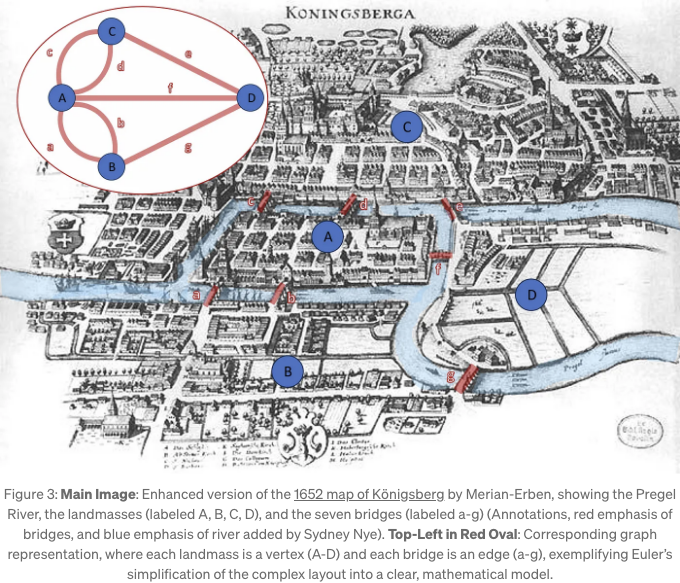 KONINGSBERGA
C
c
d
e
f
A
D
b
a
g
B
C
c
d
e
A
f
a
b
D
B
g
Figure 3: Main Image: Enhanced version of the 1652 map of Königsberg by Merian-Erben, showing the Pregel
River, the landmasses (labeled A, B, C, D), and the seven bridges (labeled a-g) (Annotations, red emphasis of
bridges, and blue emphasis of river added by Sydney Nye). Top-Left in Red Oval: Corresponding graph
representation, where each landmass is a vertex (A-D) and each bridge is an edge (a-g), exemplifying Euler's
simplification of the complex layout into a clear, mathematical model.